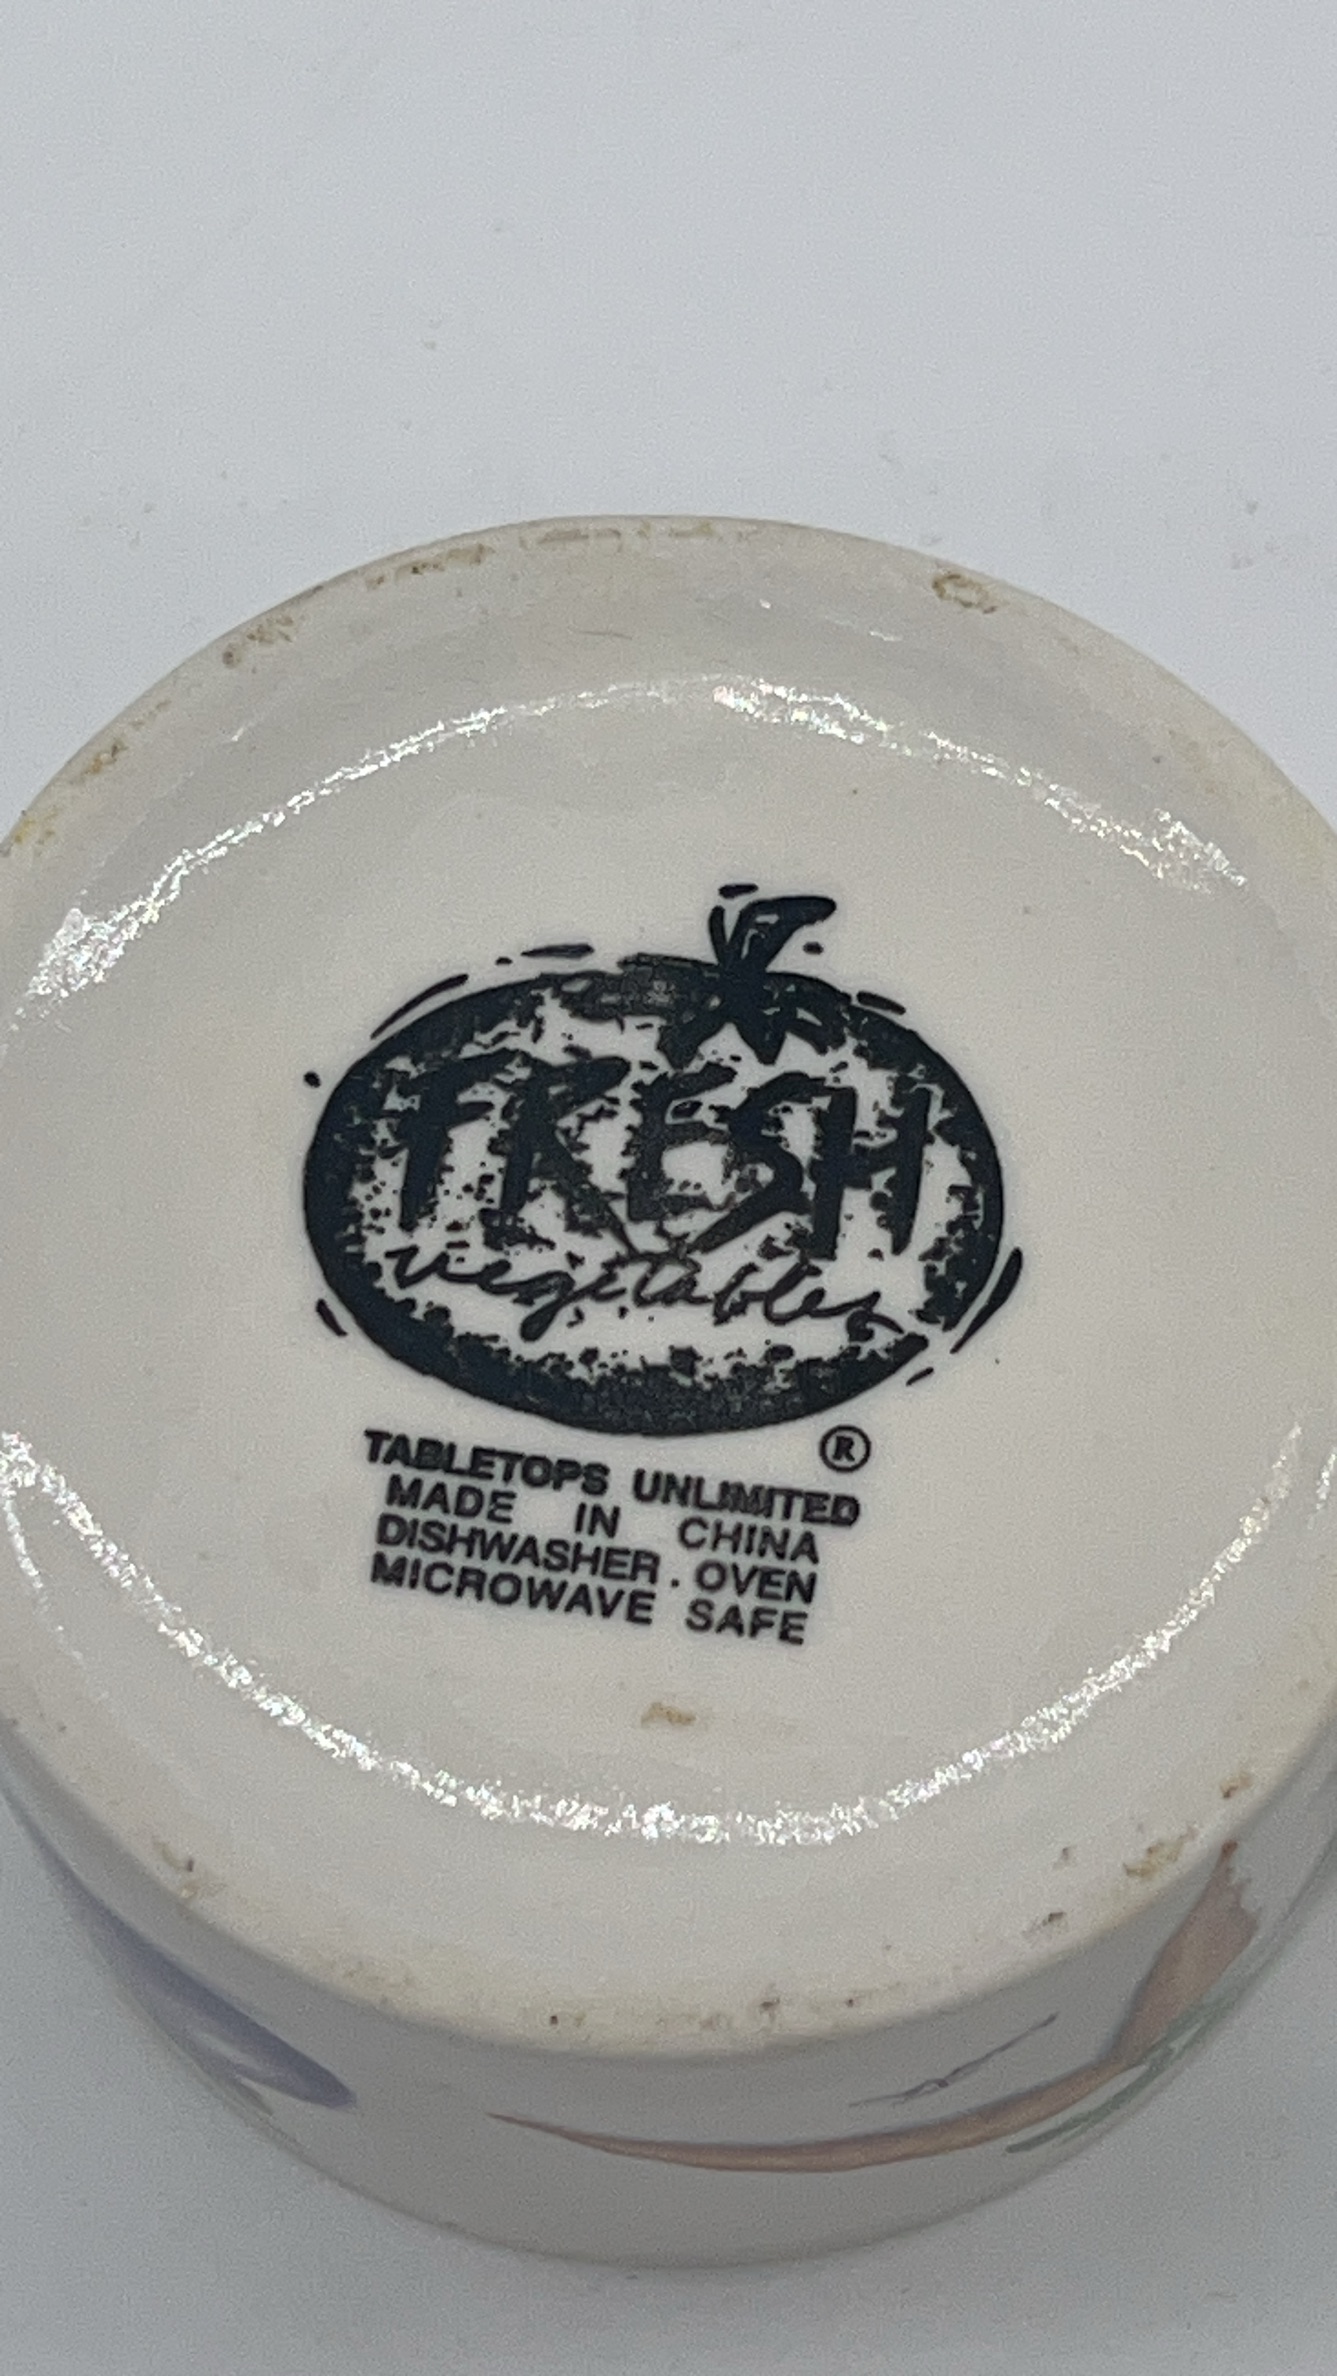 FRESH
vegetables
®
TABLETOPS UNLIMITED
MADE IN CHINA
DISHWASHER . OVEN
MICROWAVE SAFE